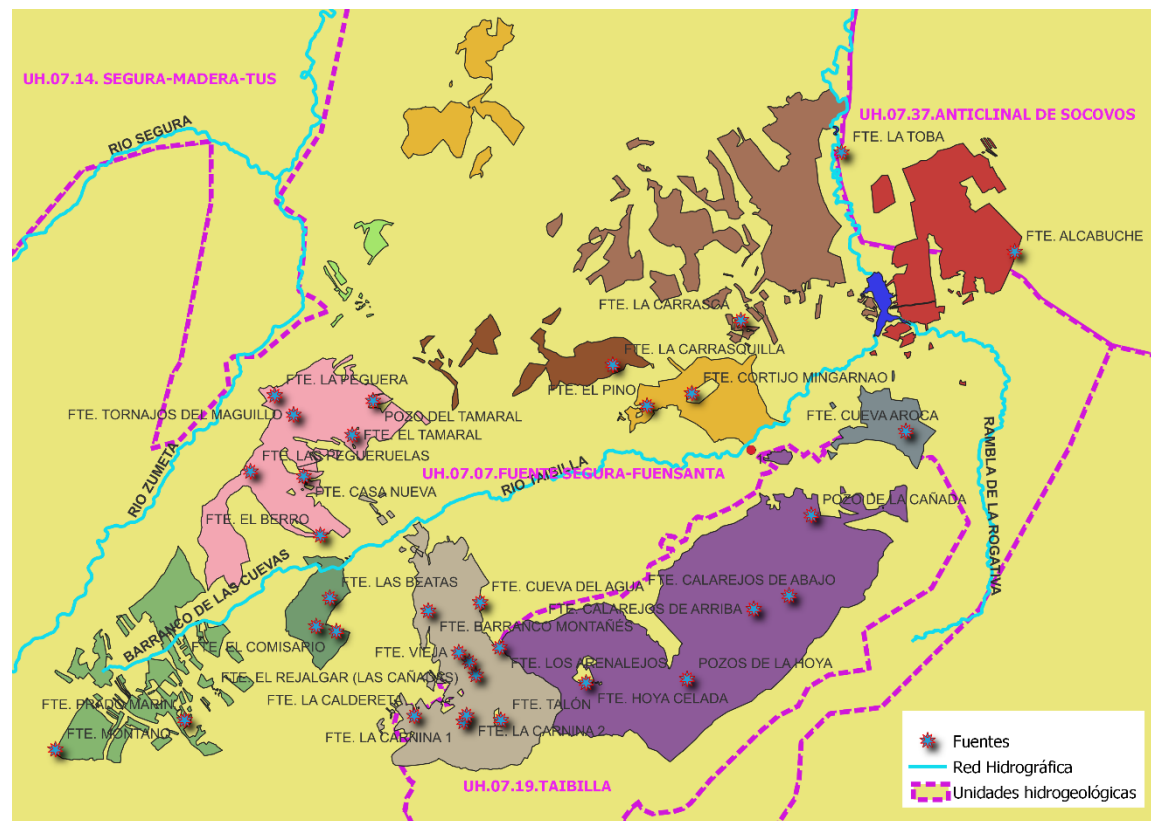 UH.07.14. SEGURA-MADERA-TUS
RIO SEGURA
UH.07.37.ANTICLINAL DE SOCOVOS
FTE. LA TOBA
FTE. ALCABUCHE
FTE. LA CARRASCA
FTE. LA CARRASQUILLA
FTE. LA PEGUERA
FTE. EL PINO
FTE. CORTIJO MINGARNAO
FTE. TORNAJOS DEL MAGUILLO
POZO DEL TAMARAL
FTE. CUEVA AROCA
FTE. EL TAMARAL
FTE. LAS PEGUERUELAS
UH.07.07.FUENTE SEGURA-FUENSANTA
RIO ZUMETA
RIO TAIBILLA
RAMBLA DE LA ROGATIVA
FTE. CASA NUEVA
POZO DE LA CAÑADA
FTE. EL BERRO
BARRANCO DE LAS CUEVAS
FTE. LAS BEATAS
FTE. CUEVA DEL AGUA
FTE. CALAREJOS DE ABAJO
FTE. CALAREJOS DE ARRIBA
FTE. BARRANCO MONTAÑÉS
FTE. EL COMISARIO
FTE. VIEJA
FTE. LOS ARENALEJOS
POZOS DE LA HOYA
FTE. EL REJALGAR (LAS CAÑADAS)
FTE. HOYA CELADA
FTE. LA CALDERETA
FTE. PRADO MARIN
FTE. TALÓN
FTE. MONTANO
FTE. LA CARNINA 1
FTE. LA CARNINA 2
UH.07.19.TAIBILLA
Fuentes
Red Hidrográfica
Unidades hidrogeológicas